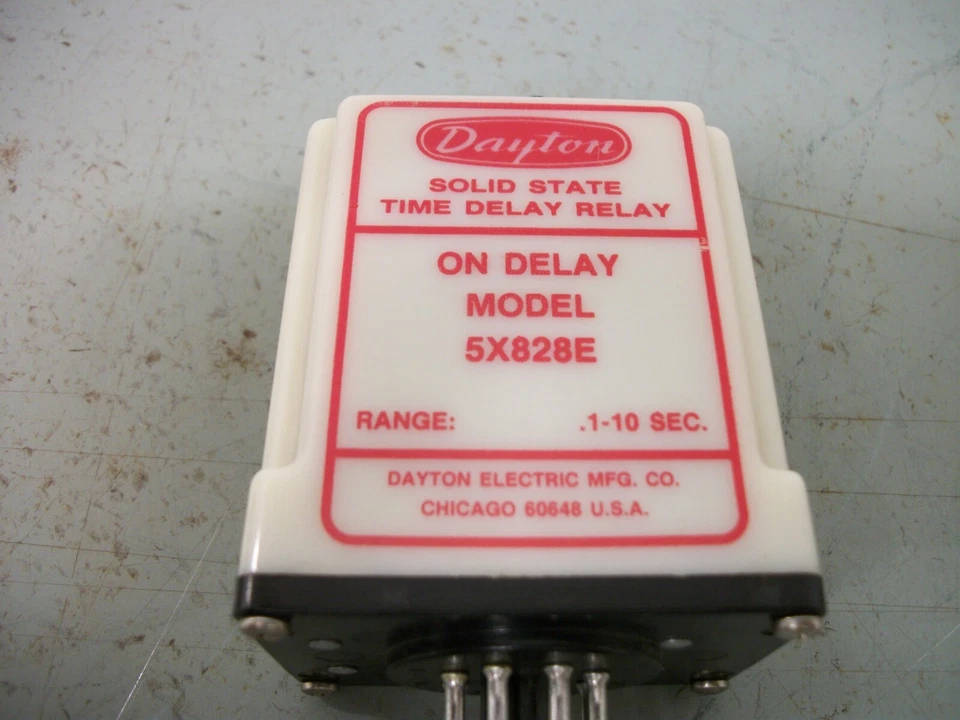 Dayton
SOLID STATE
TIME DELAY RELAY
ON DELAY
MODEL
5X828E
RANGE: .1-10 SEC.
DAYTON ELECTRIC MFG. CO.
CHICAGO 60648 U.S.A.